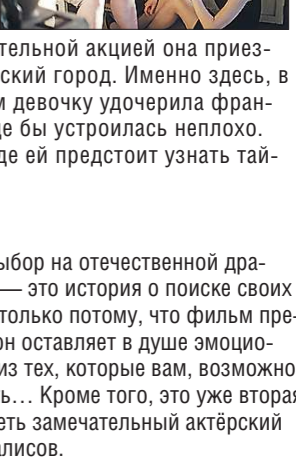 тельной акцией она приез-
ский город. Именно здесь, в
м девочку удочерила фран-
де бы устроилась неплохо.
де ей предстоит узнать тай-
ыбор на отечественной дра-
— это история о поиске своих
только потому, что фильм пре-
он оставляет в душе эмоцио-
из тех, которые вам, возможно
ь… Кроме того, это уже вторая
еть замечательный актёрский
алисов.